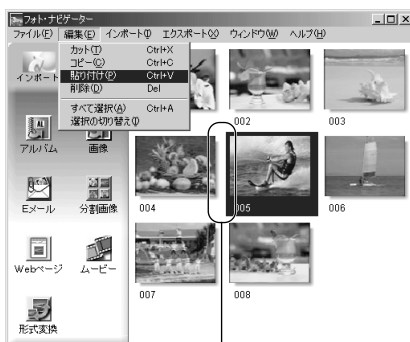 フォト・ナビゲーター
ファイル(F) 編集(E) インポート(I) エクスポート(X) ウィンドウ(W) ヘルプ(H)
カット(T) Ctrl+X
コピー(C) Ctrl+C
貼り付け(P) Ctrl+V
削除(D) Del
すべて選択(A) Ctrl+A
選択の切り替え(I)
インポート
アルバム 画像
Eメール 分割画像
Webページ ムービー
形式変換
002 003
004 005 006
007 008